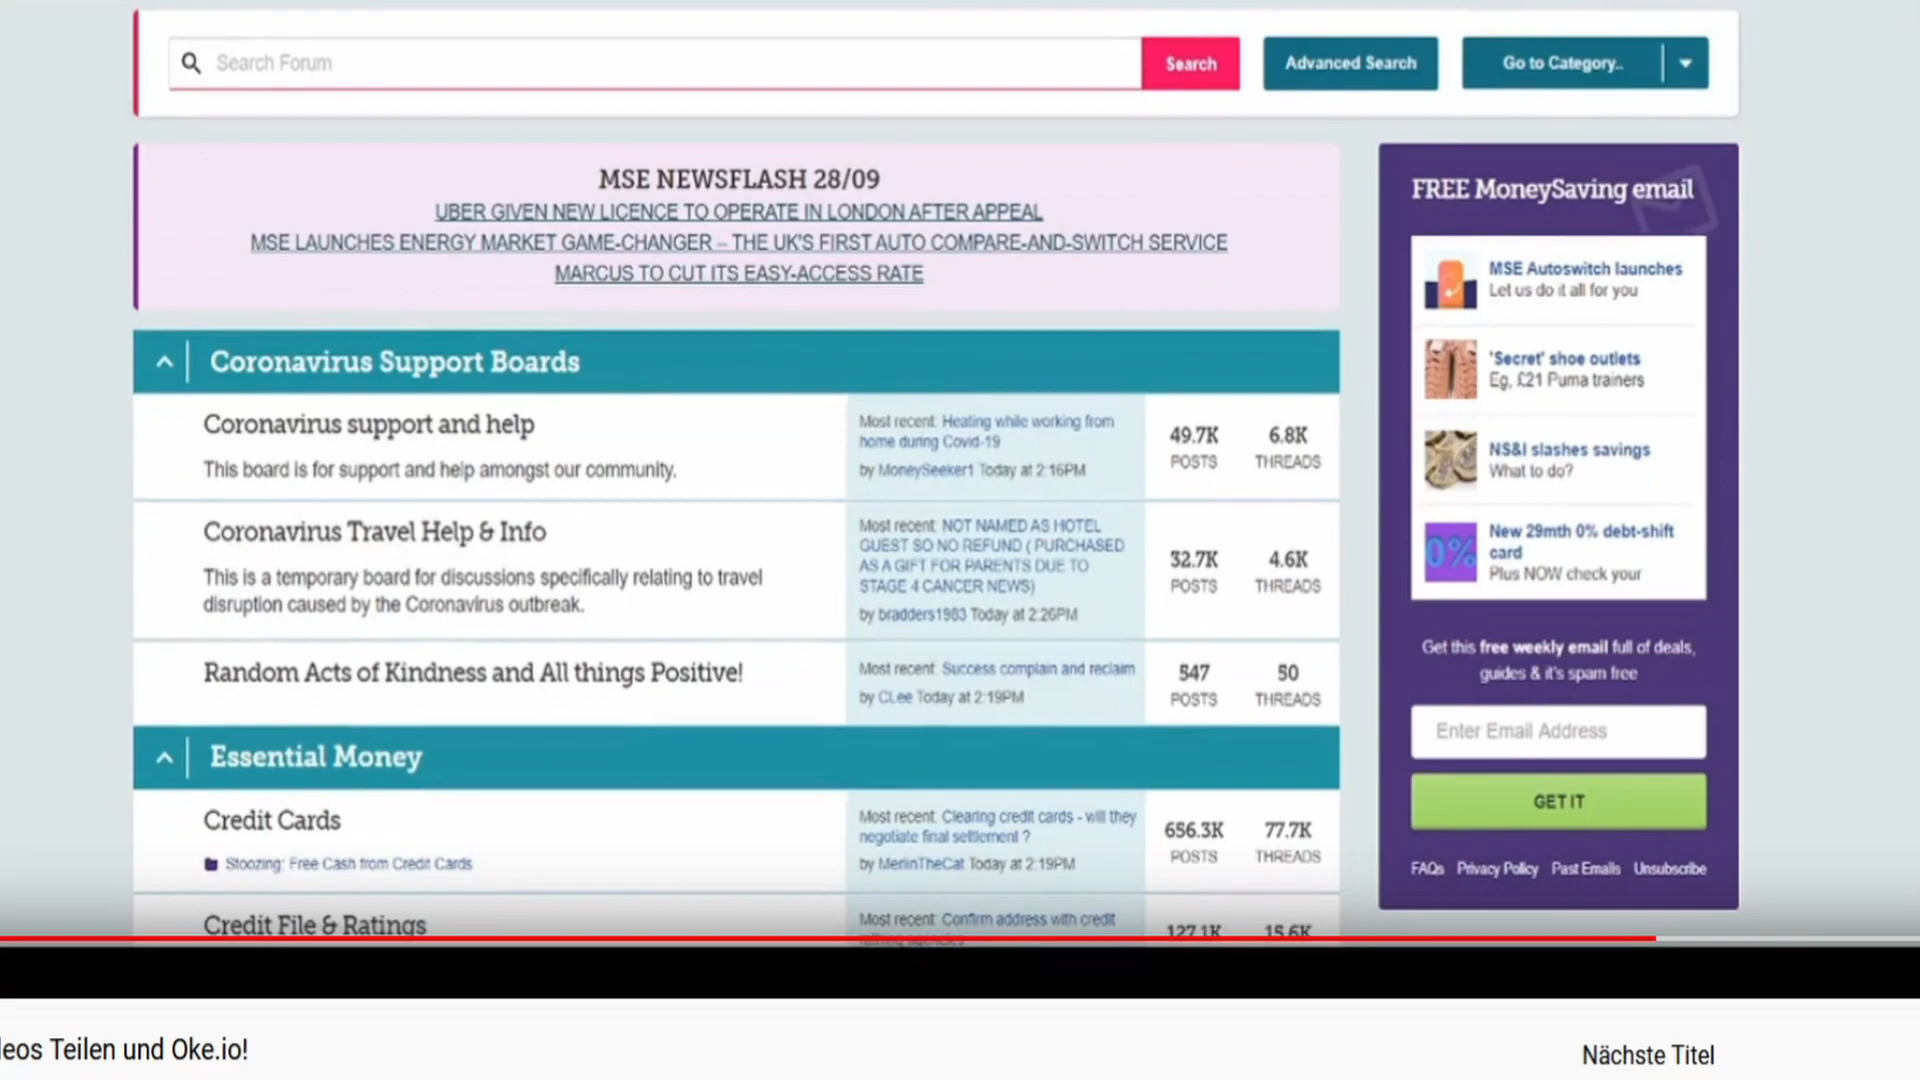 Search Forum
Search
Advanced Search
Go to Category..
MSE NEWSFLASH 28/09
UBER GIVEN NEW LICENCE TO OPERATE IN LONDON AFTER APPEAL
MSE LAUNCHES ENERGY MARKET GAME-CHANGER – THE UK'S FIRST AUTO COMPARE-AND-SWITCH SERVICE
MARCUS TO CUT ITS EASY-ACCESS RATE
Coronavirus Support Boards
Coronavirus support and help
This board is for support and help amongst our community.
Most recent: Heating while working from
home during Covid-19
by MoneySeeker1 Today at 2:16PM
49.7K
POSTS
6.8K
THREADS
Coronavirus Travel Help & Info
This is a temporary board for discussions specifically relating to travel
disruption caused by the Coronavirus outbreak.
Most recent: NOT NAMED AS HOTEL
GUEST SO NO REFUND ( PURCHASED
AS A GIFT FOR PARENTS DUE TO
STAGE 4 CANCER NEWS)
by bradders1983 Today at 2:26PM
32.7K
POSTS
4.6K
THREADS
Random Acts of Kindness and All things Positive!
Most recent: Success complain and reclaim
by CLee Today at 2:19PM
547
POSTS
50
THREADS
Essential Money
Credit Cards
Stoozing: Free Cash from Credit Cards
Most recent: Clearing credit cards - will they
negotiate final settlement ?
by MerlinTheCat Today at 2:19PM
656.3K
POSTS
77.7K
THREADS
Credit File & Ratings
Most recent: Confirm address with credit
127.1K
15.6K
FREE MoneySaving email
MSE Autoswitch launches
Let us do it all for you
'Secret' shoe outlets
Eg, £21 Puma trainers
NS&I slashes savings
What to do?
0%
New 29mth 0% debt-shift
card
Plus NOW check your
Get this free weekly email full of deals,
guides & it's spam free
Enter Email Address
GET IT
FAQs Privacy Policy Past Emails Unsubscribe
leos Teilen und Oke.io!
Nächste Titel